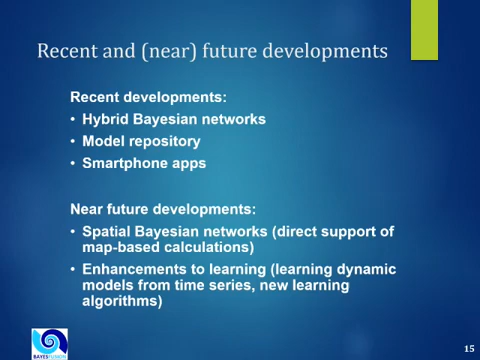 Recent and (near) future developments
Recent developments:
• Hybrid Bayesian networks
• Model repository
• Smartphone apps
Near future developments:
• Spatial Bayesian networks (direct support of
map-based calculations)
• Enhancements to learning (learning dynamic
models from time series, new learning
algorithms)
BAYESFUSION
15